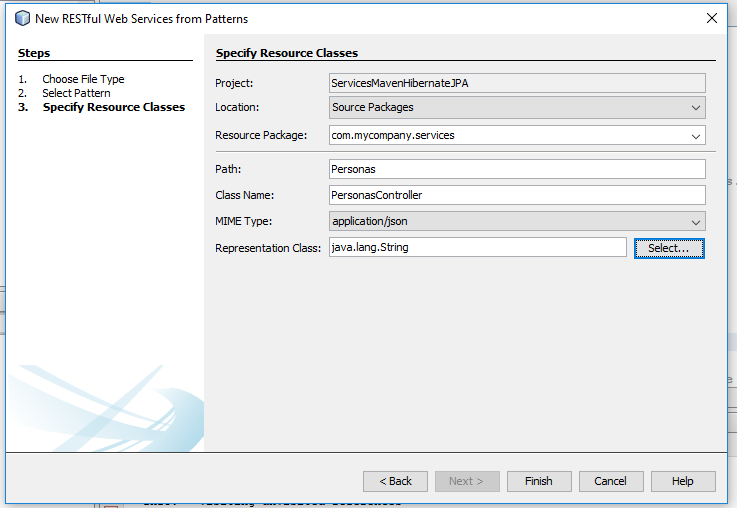 New RESTful Web Services from Patterns
Steps
1. Choose File Type
2. Select Pattern
3. Specify Resource Classes
Specify Resource Classes
Project: ServicesMavenHibernateJPA
Location: Source Packages
Resource Package: com.mycompany.services
Path: Personas
Class Name: PersonasController
MIME Type: application/json
Representation Class: java.lang.String Select...
< Back Next > Finish Cancel Help